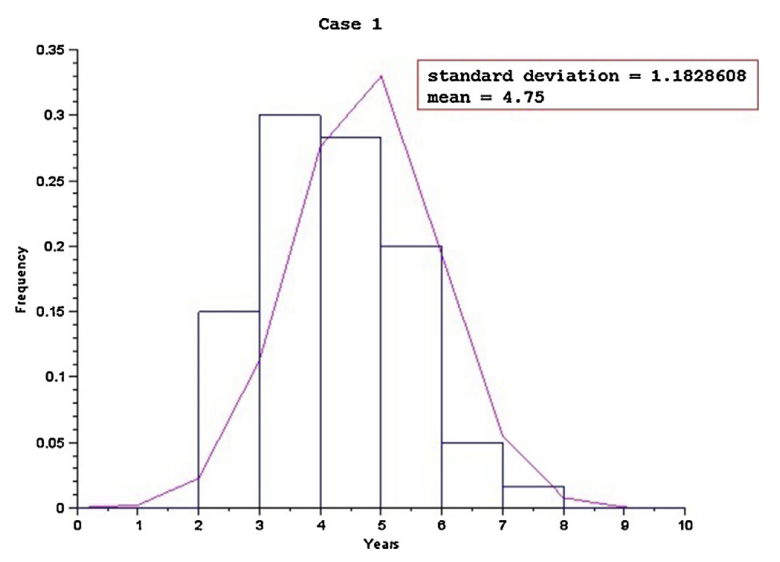 Case 1
standard deviation = 1.1828608
mean = 4.75
0.35
0.3
0.25
0.2
0.15
0.1
0.05
0
Frequency
0 1 2 3 4 5 6 7 8 9 10
Years